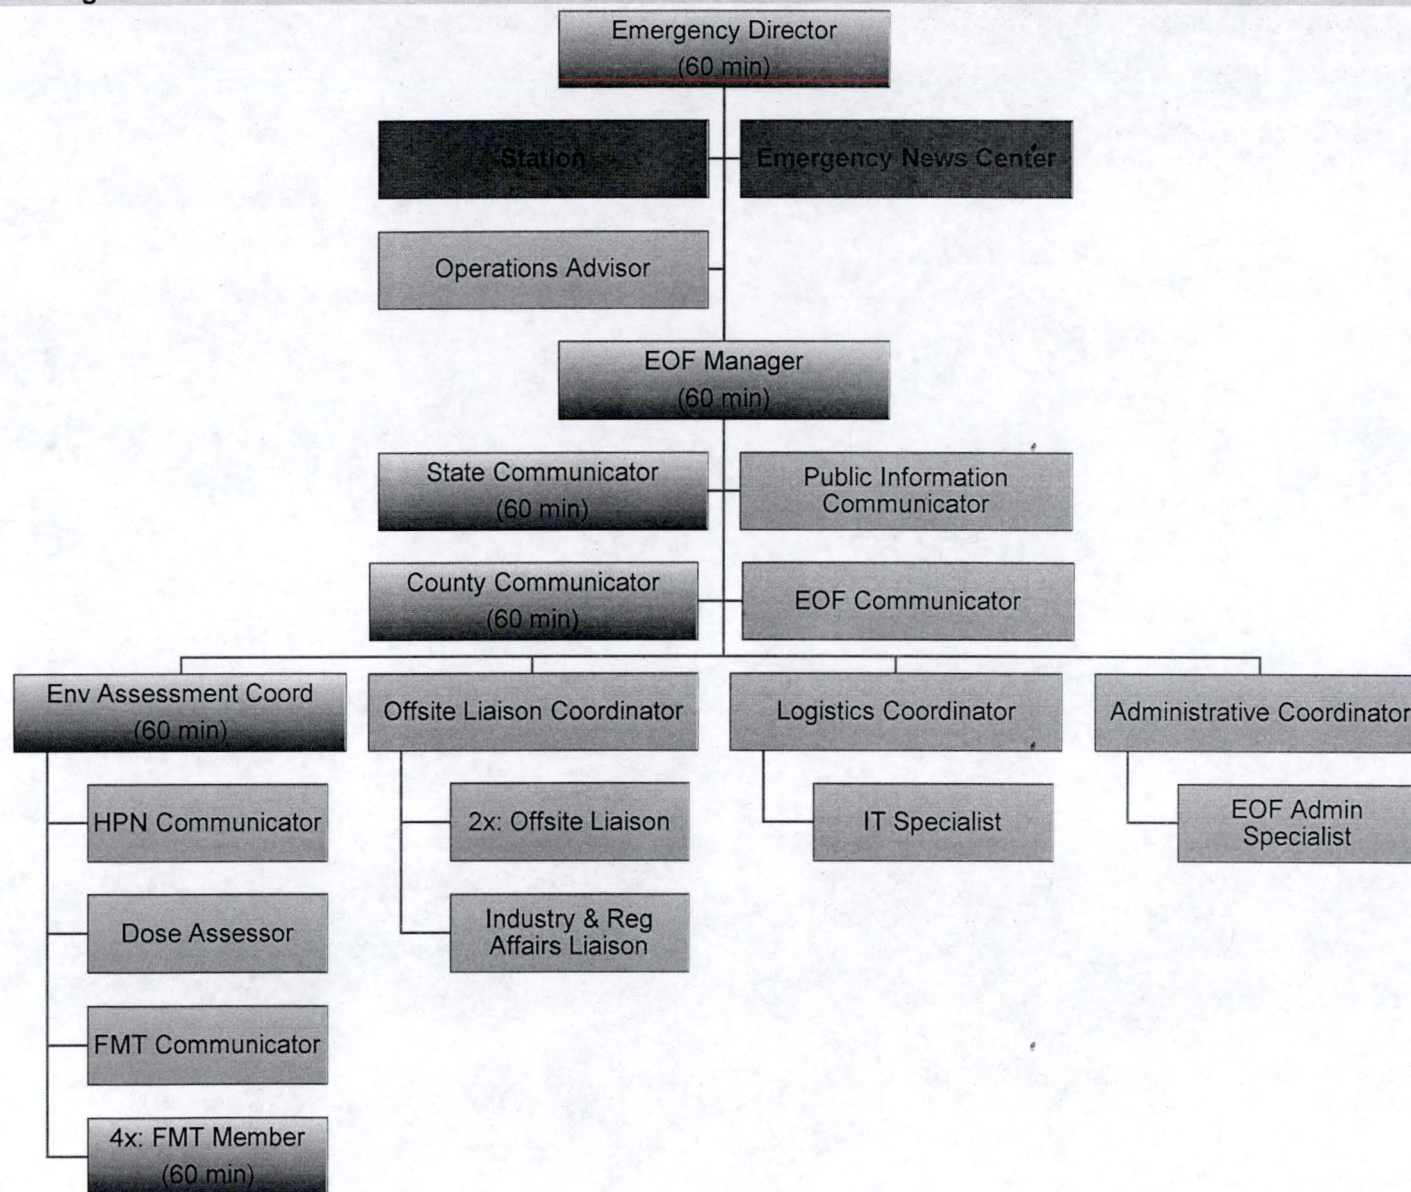 Emergency Director
(60 min)
Station
Emergency News Center
Operations Advisor
EOF Manager
(60 min)
State Communicator
(60 min)
Public Information
Communicator
County Communicator
(60 min)
EOF Communicator
Env Assessment Coord
(60 min)
Offsite Liaison Coordinator
Logistics Coordinator
Administrative Coordinator
HPN Communicator
2x: Offsite Liaison
IT Specialist
EOF Admin
Specialist
Dose Assessor
Industry & Reg
Affairs Liaison
FMT Communicator
4x: FMT Member
(60 min)